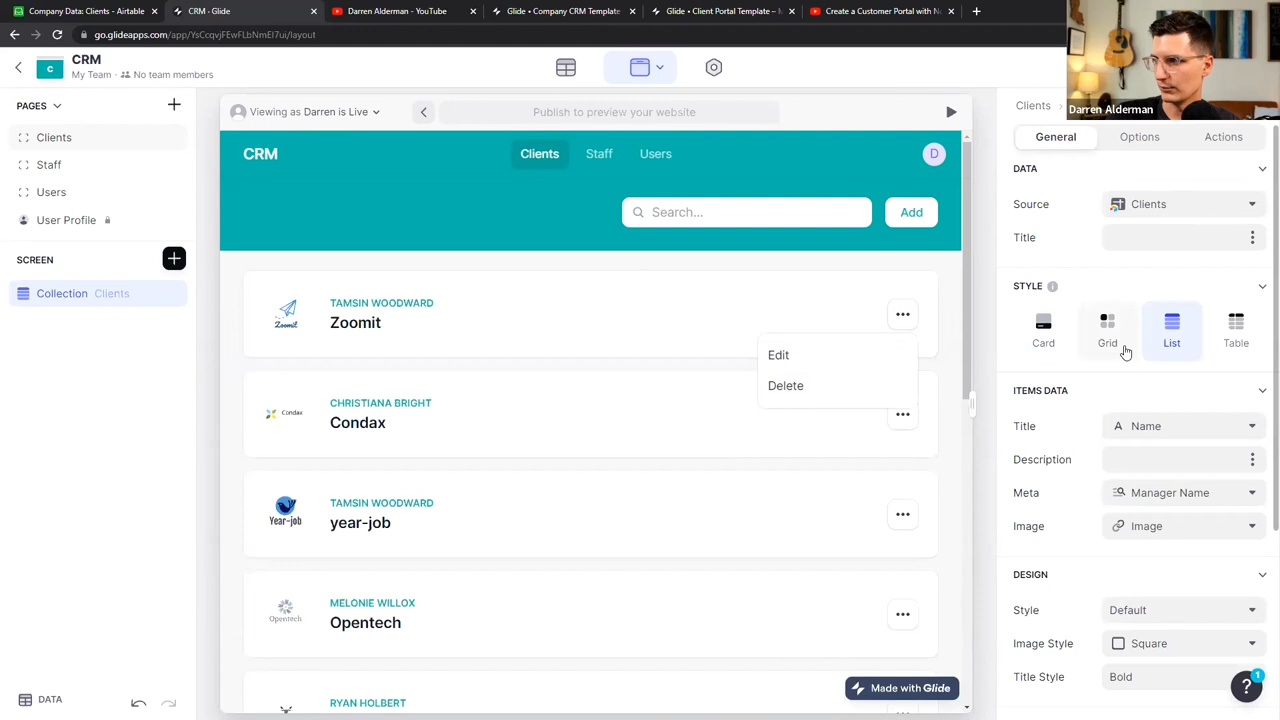 Company Data: Clients - Airtable
CRM - Glide
Darren Alderman - YouTube
Glide • Company CRM Template
Glide • Client Portal Template –
Create a Customer Portal with N
go.glideapps.com/app/YsCcqvjFEwFLbNmEI7ui/layout
C
CRM
My Team • No team members
PAGES
Clients
Staff
Users
User Profile
SCREEN
Collection Clients
DATA
Viewing as Darren is Live
Publish to preview your website
CRM
Clients
Staff
Users
D
Search...
Add
TAMSIN WOODWARD
Zoomit
Zoomit
Edit
Delete
CHRISTIANA BRIGHT
Condax
Condax
TAMSIN WOODWARD
year-job
Year-job
MELONIE WILLOX
Opentech
Opentech
RYAN HOLBERT
Made with Glide
Darren Alderman
Clients
General
Options
Actions
DATA
Source
Clients
Title
STYLE
Card
Grid
List
Table
ITEMS DATA
Title
A Name
Description
Meta
Manager Name
Image
Image
DESIGN
Style
Default
Image Style
Square
Title Style
Bold
? 1